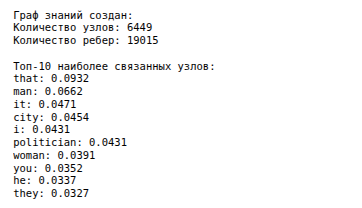 Граф знаний создан:
Количество узлов: 6449
Количество ребер: 19015

Топ-10 наиболее связанных узлов:
that: 0.0932
man: 0.0662
it: 0.0471
city: 0.0454
i: 0.0431
politician: 0.0431
woman: 0.0391
you: 0.0352
he: 0.0337
they: 0.0327